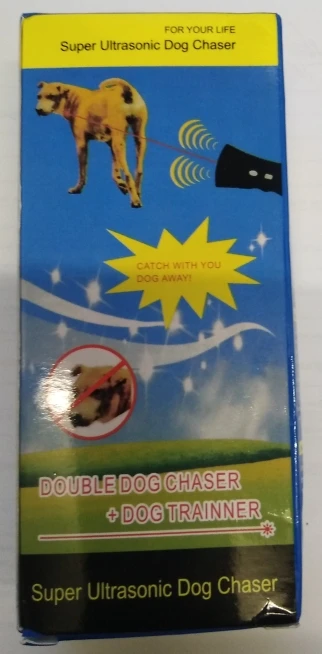 FOR YOUR LIFE
Super Ultrasonic Dog Chaser
CATCH WITH YOU
DOG AWAY!
DOUBLE DOG CHASER
+ DOG TRAINNER
Super Ultrasonic Dog Chaser